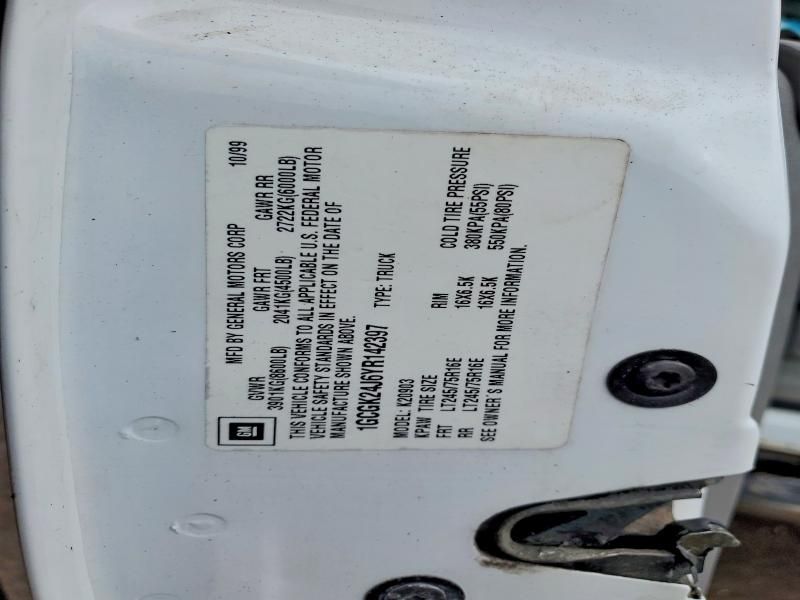 GM
MFD BY GENERAL MOTORS CORP 10/99
GVWR GAWR FRT GAWR RR
3901KG(8600LB) 2041KG(4500LB) 2722KG(6000LB)
THIS VEHICLE CONFORMS TO ALL APPLICABLE U.S. FEDERAL MOTOR
VEHICLE SAFETY STANDARDS IN EFFECT ON THE DATE OF
MANUFACTURE SHOWN ABOVE.
1GCGK24J6YR142397 TYPE: TRUCK
MODEL: K20903
KPAW TIRE SIZE RIM COLD TIRE PRESSURE
FRT LT245/75R16E 16X6.5K 380KPA(55PSI)
RR LT245/75R16E 16X6.5K 550KPA(80PSI)
SEE OWNER'S MANUAL FOR MORE INFORMATION.